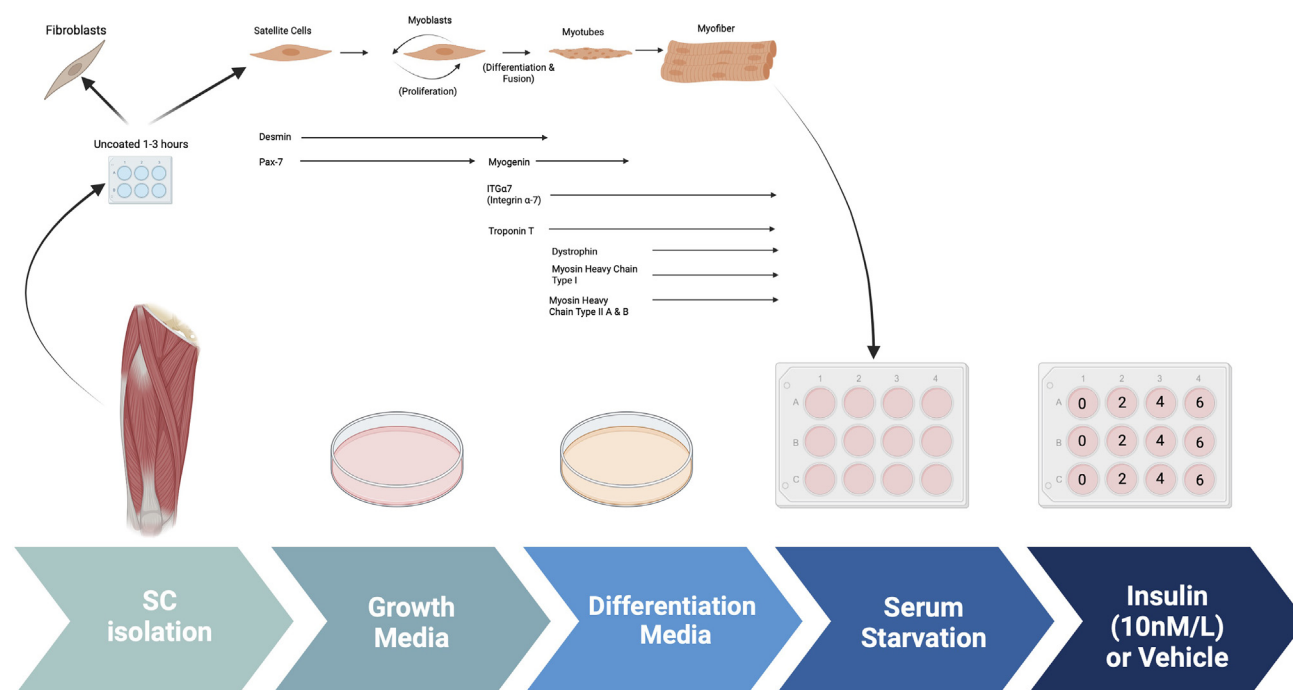 Fibroblasts
Satellite Cells
Myoblasts
(Proliferation)
(Differentiation &
Fusion)
Myotubes
Myofiber
Uncoated 1-3 hours
1 2 3
A
B
Desmin
Pax-7
Myogenin
ITGα7
(Integrin α-7)
Troponin T
Dystrophin
Myosin Heavy Chain
Type I
Myosin Heavy
Chain Type II A & B
1 2 3 4
A
B
C
1 2 3 4
A 0 2 4 6
B 0 2 4 6
C 0 2 4 6
SC
isolation
Growth
Media
Differentiation
Media
Serum
Starvation
Insulin
(10nM/L)
or Vehicle